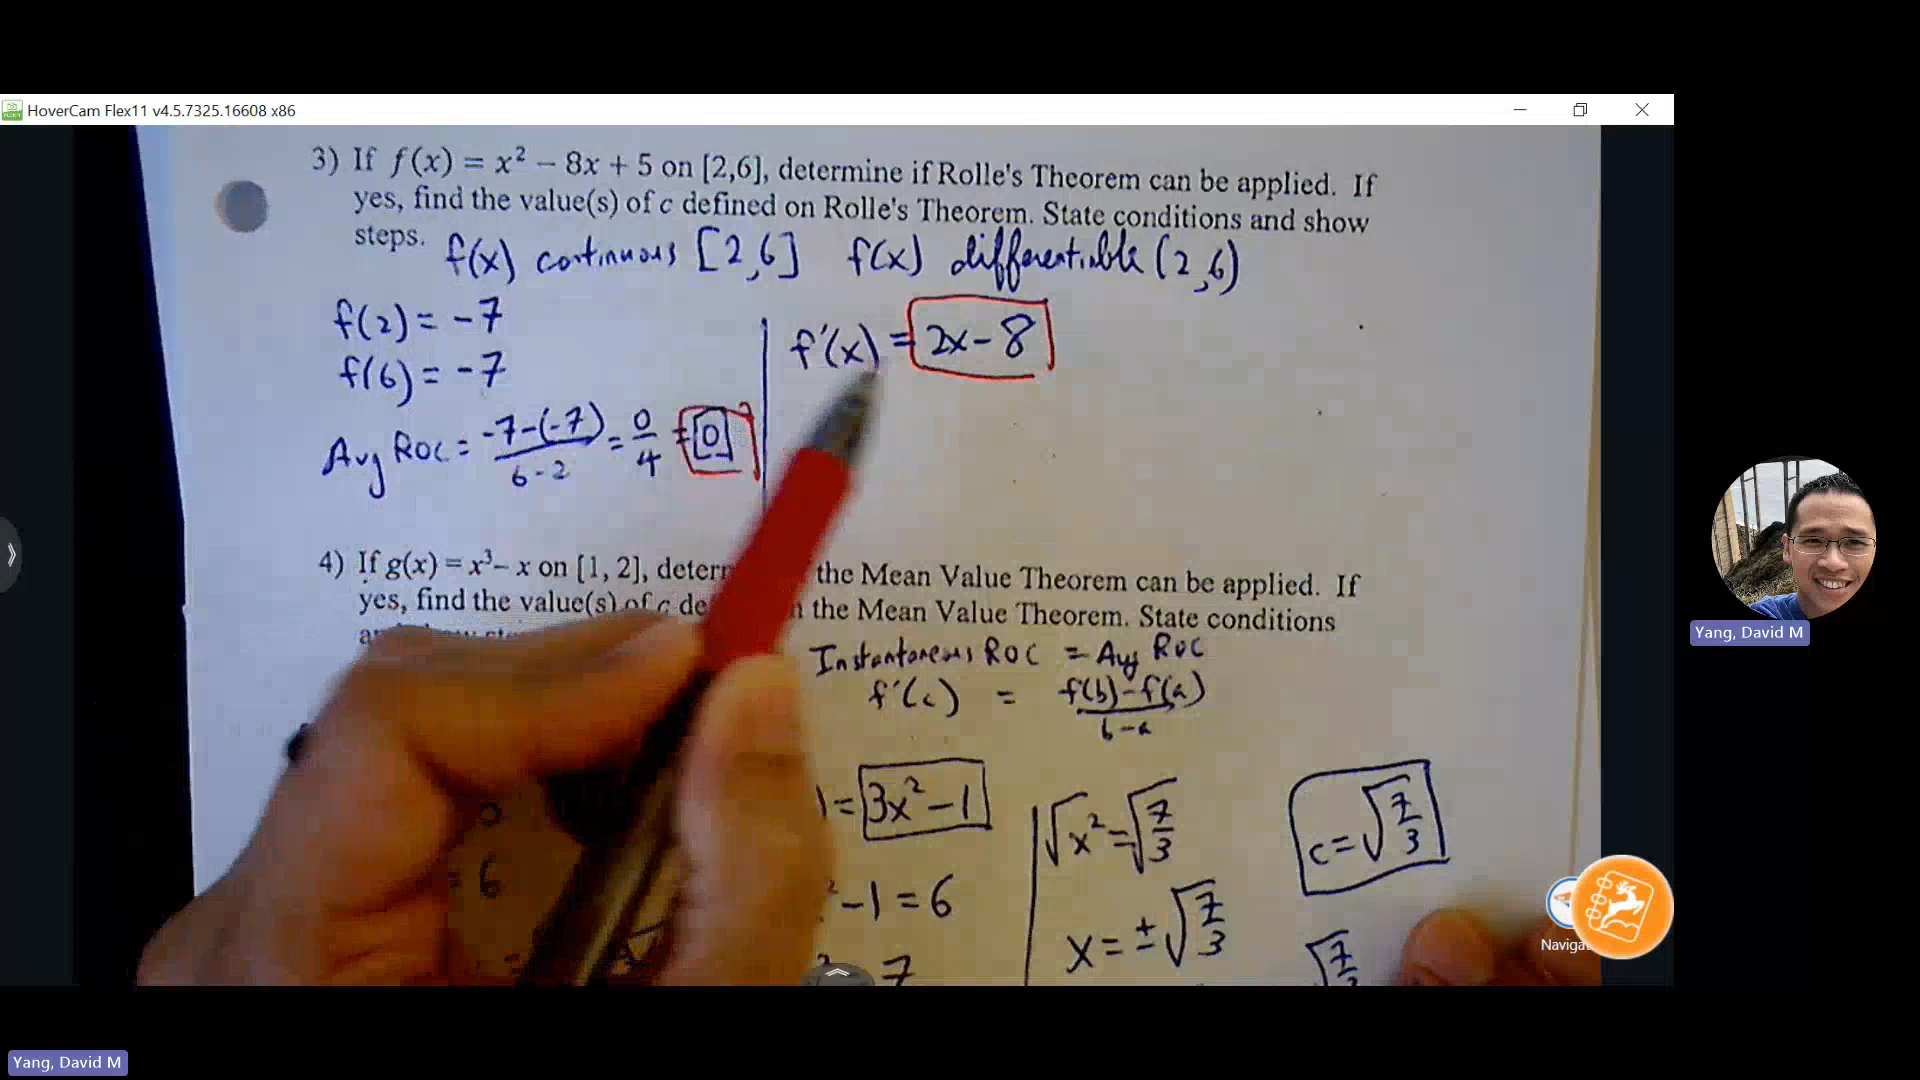 HoverCam Flex11 v4.5.7325.16608 x86
3) If f(x) = x² − 8x + 5 on [2,6], determine if Rolle's Theorem can be applied. If
yes, find the value(s) of c defined on Rolle's Theorem. State conditions and show
steps.
f(x) continuous [2,6] f(x) differentiable (2,6)
f(2) = -7
f(6) = -7
f'(x) = 2x - 8
Avg ROC = -7-(-7)/6-2 = 0/4 = 0
4) If g(x) = x³– x on [1, 2], the Mean Value Theorem can be applied. If
yes, find the value(s) of c the Mean Value Theorem. State conditions
Instantaneous ROC = Avg ROC
f'(c) = f(b)-f(a)/b-a
= 3x² - 1
√x² = √7/3
c = √7/3
= 6
- 1 = 6
x = ± √7/3
7
√7/3
Yang, David M
Yang, David M